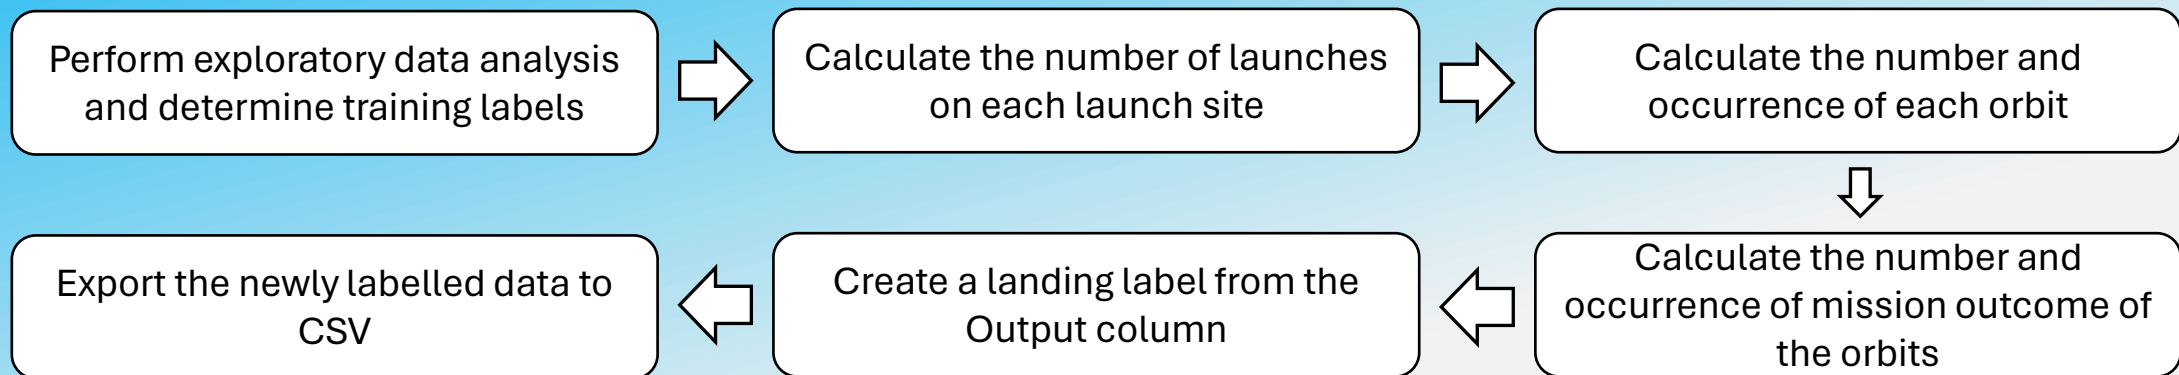 Perform exploratory data analysis
and determine training labels
Calculate the number of launches
on each launch site
Calculate the number and
occurrence of each orbit
Calculate the number and
occurrence of mission outcome of
the orbits
Create a landing label from the
Output column
Export the newly labelled data to
CSV